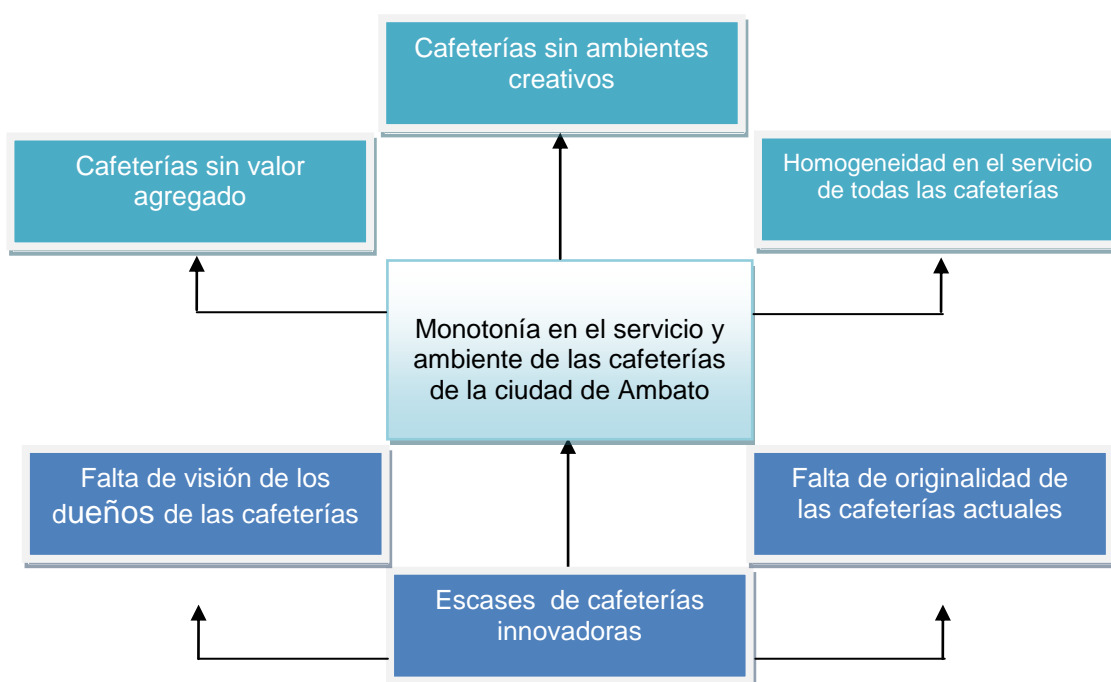 Cafeterías sin ambientes
creativos
Cafeterías sin valor
agregado
Homogeneidad en el servicio
de todas las cafeterías
Monotonía en el servicio y
ambiente de las cafeterías
de la ciudad de Ambato
Falta de visión de los
dueños de las cafeterías
Falta de originalidad de
las cafeterías actuales
Escases  de cafeterías
innovadoras